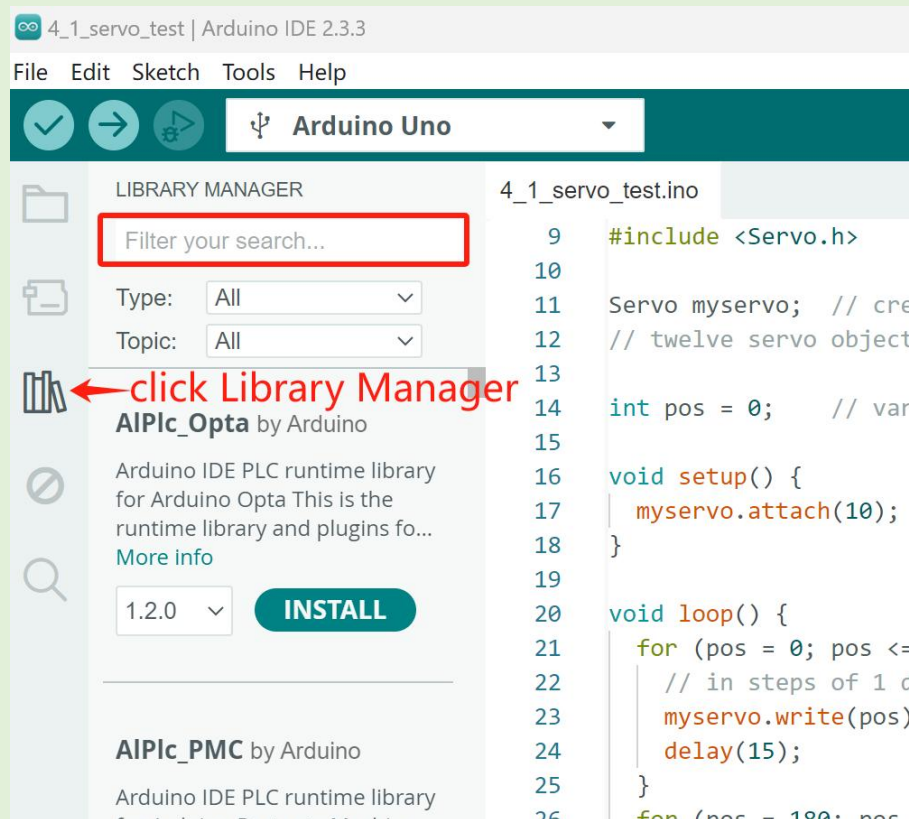 4_1_servo_test | Arduino IDE 2.3.3
File Edit Sketch Tools Help
Arduino Uno
LIBRARY MANAGER
Filter your search...
Type: All
Topic: All
click Library Manager
AlPlc_Opta by Arduino
Arduino IDE PLC runtime library
for Arduino Opta This is the
runtime library and plugins fo...
More info
1.2.0 INSTALL
AlPlc_PMC by Arduino
Arduino IDE PLC runtime library
4_1_servo_test.ino
9 #include <Servo.h>
10
11 Servo myservo; // cre
12 // twelve servo object
13
14 int pos = 0; // var
15
16 void setup() {
17 myservo.attach(10);
18 }
19
20 void loop() {
21 for (pos = 0; pos <=
22 // in steps of 1 d
23 myservo.write(pos)
24 delay(15);
25 }
26 for (pos = 180; pos